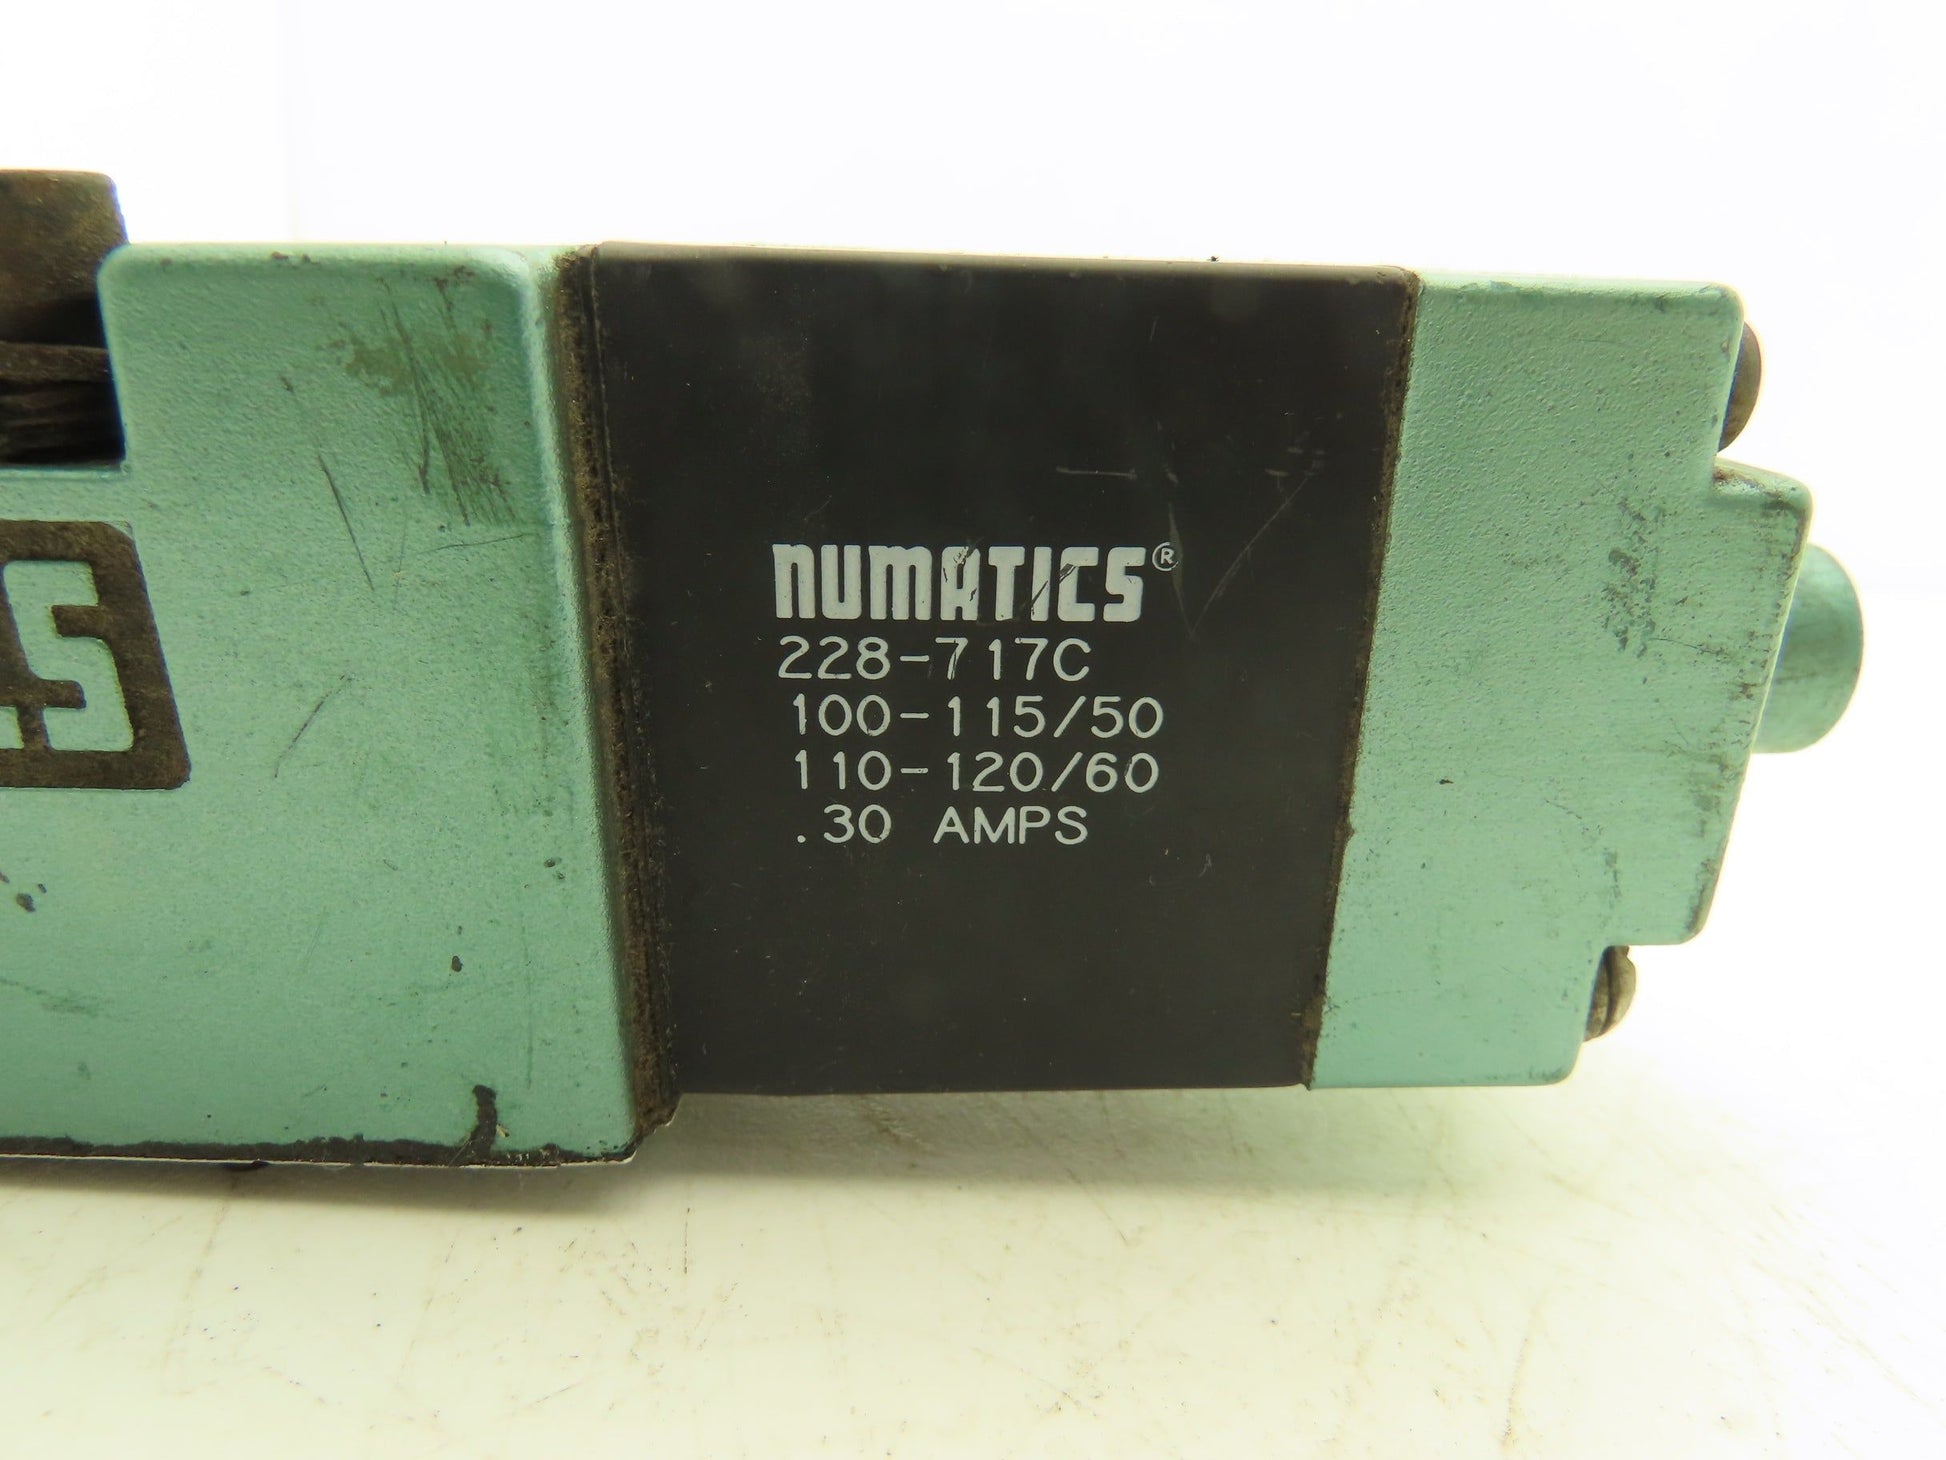 NUMATICS®
228-717C
100-115/50
110-120/60
.30 AMPS